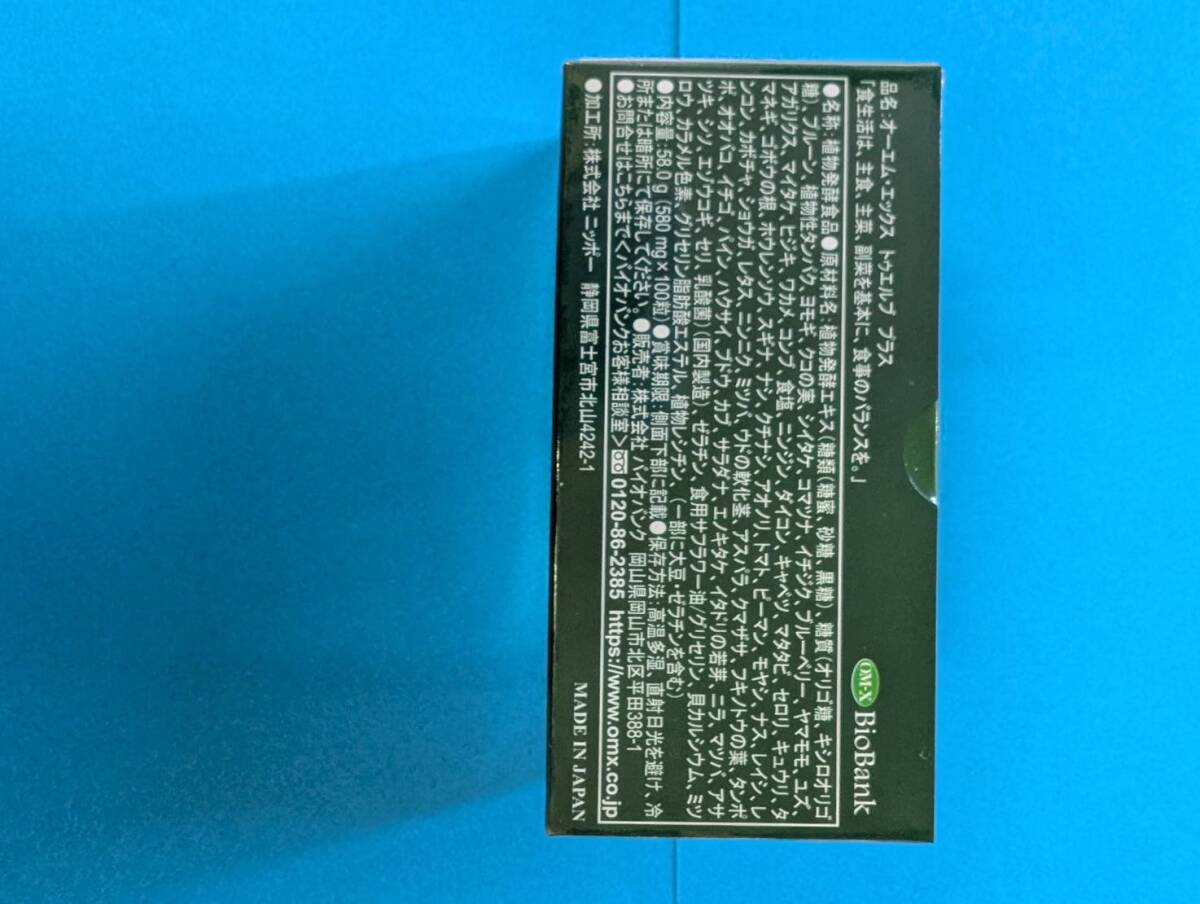 品名：オーエム・エックス トゥエルブ プラス
「食生活は、主食、主菜、副菜を基本に、食事のバランスを。」
OM-X BioBank
●名称：植物発酵食品●原材料名：植物発酵エキス（糖類（糖蜜、砂糖、黒糖）、糖質（オリゴ糖、キシロオリゴ
糖）、プルーン、植物性タンパク、ヨモギ、クコの実、シイタケ、コマツナ、イチジク、ブルーベリー、ヤマモモ、ユズ、
アガリクス、マイタケ、ヒジキ、ワカメ、コンブ、食塩、ニンジン、ダイコン、キャベツ、マタタビ、セロリ、キュウリ、タ
マネギ、ゴボウの根、ホウレンソウ、スギナ、ナシ、クチナシ、アオノリ、トマト、ピーマン、モヤシ、ナス、レイシ、レ
ンコン、カボチャ、ショウガ、レタス、ニンニク、ミツバ、ウドの軟化茎、アスパラ、クマザサ、フキノトウの葉、タンポ
ポ、オオバコ、イチゴ、パイン、ハクサイ、ブドウ、カブ、サラダナ、エノキタケ、イタドリの若芽、ニラ、マツバ、アサ
ツキ、シソ、エゾウコギ、セリ、乳酸菌）（国内製造）、ゼラチン、食用サフラワー油/グリセリン、貝カルシウム、ミツ
ロウ、カラメル色素、グリセリン脂肪酸エステル、植物レシチン、（一部に大豆・ゼラチンを含む）
●内容量：58.0g（580 mg×100粒）●賞味期限：側面下部に記載●保存方法：高温多湿、直射日光を避け、冷
所または暗所にて保存してください。●販売者：株式会社 バイオバンク 岡山県岡山市北区平田388-1
●お問合せはこちらまで＜バイオバンクお客様相談室＞0120-86-2385 https://www.omx.co.jp
●加工所：株式会社 ニッポー 静岡県富士宮市北山4242-1
MADE IN JAPAN